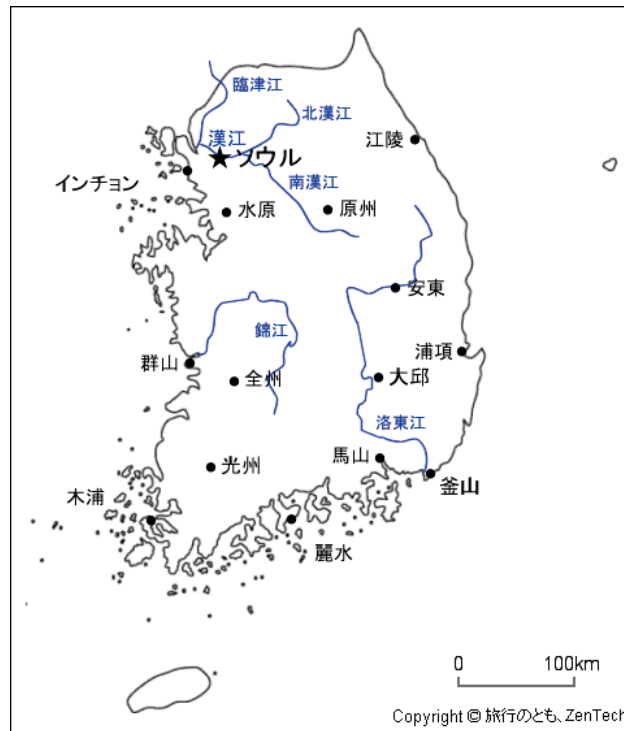 臨津江
北漢江
漢江
江陵
ソウル
インチョン
南漢江
水原
原州
安東
錦江
浦項
群山
全州
大邱
洛東江
馬山
光州
釜山
木浦
麗水
0 100km
Copyright © 旅行のとも、ZenTech